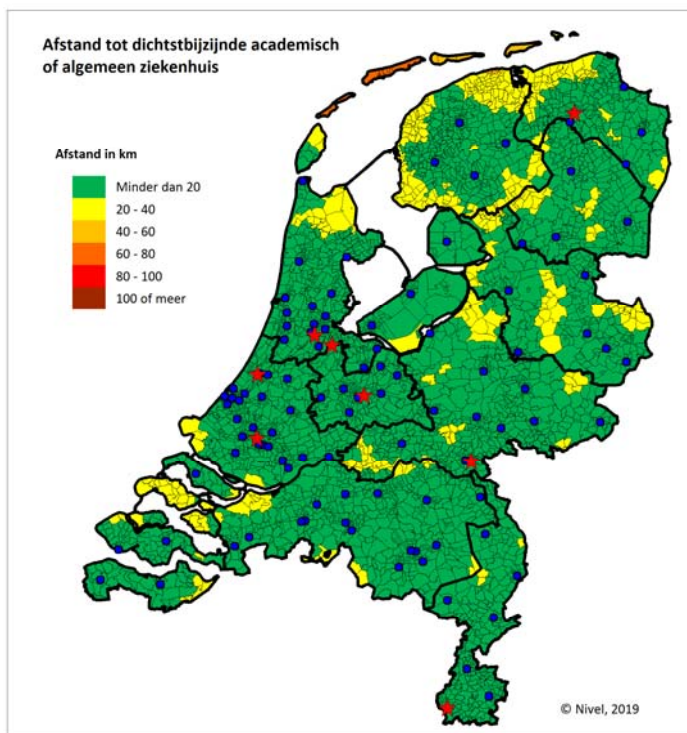 Afstand tot dichtstbijzijnde academisch
of algemeen ziekenhuis
Afstand in km
Minder dan 20
20 - 40
40 - 60
60 - 80
80 - 100
100 of meer
© Nivel, 2019